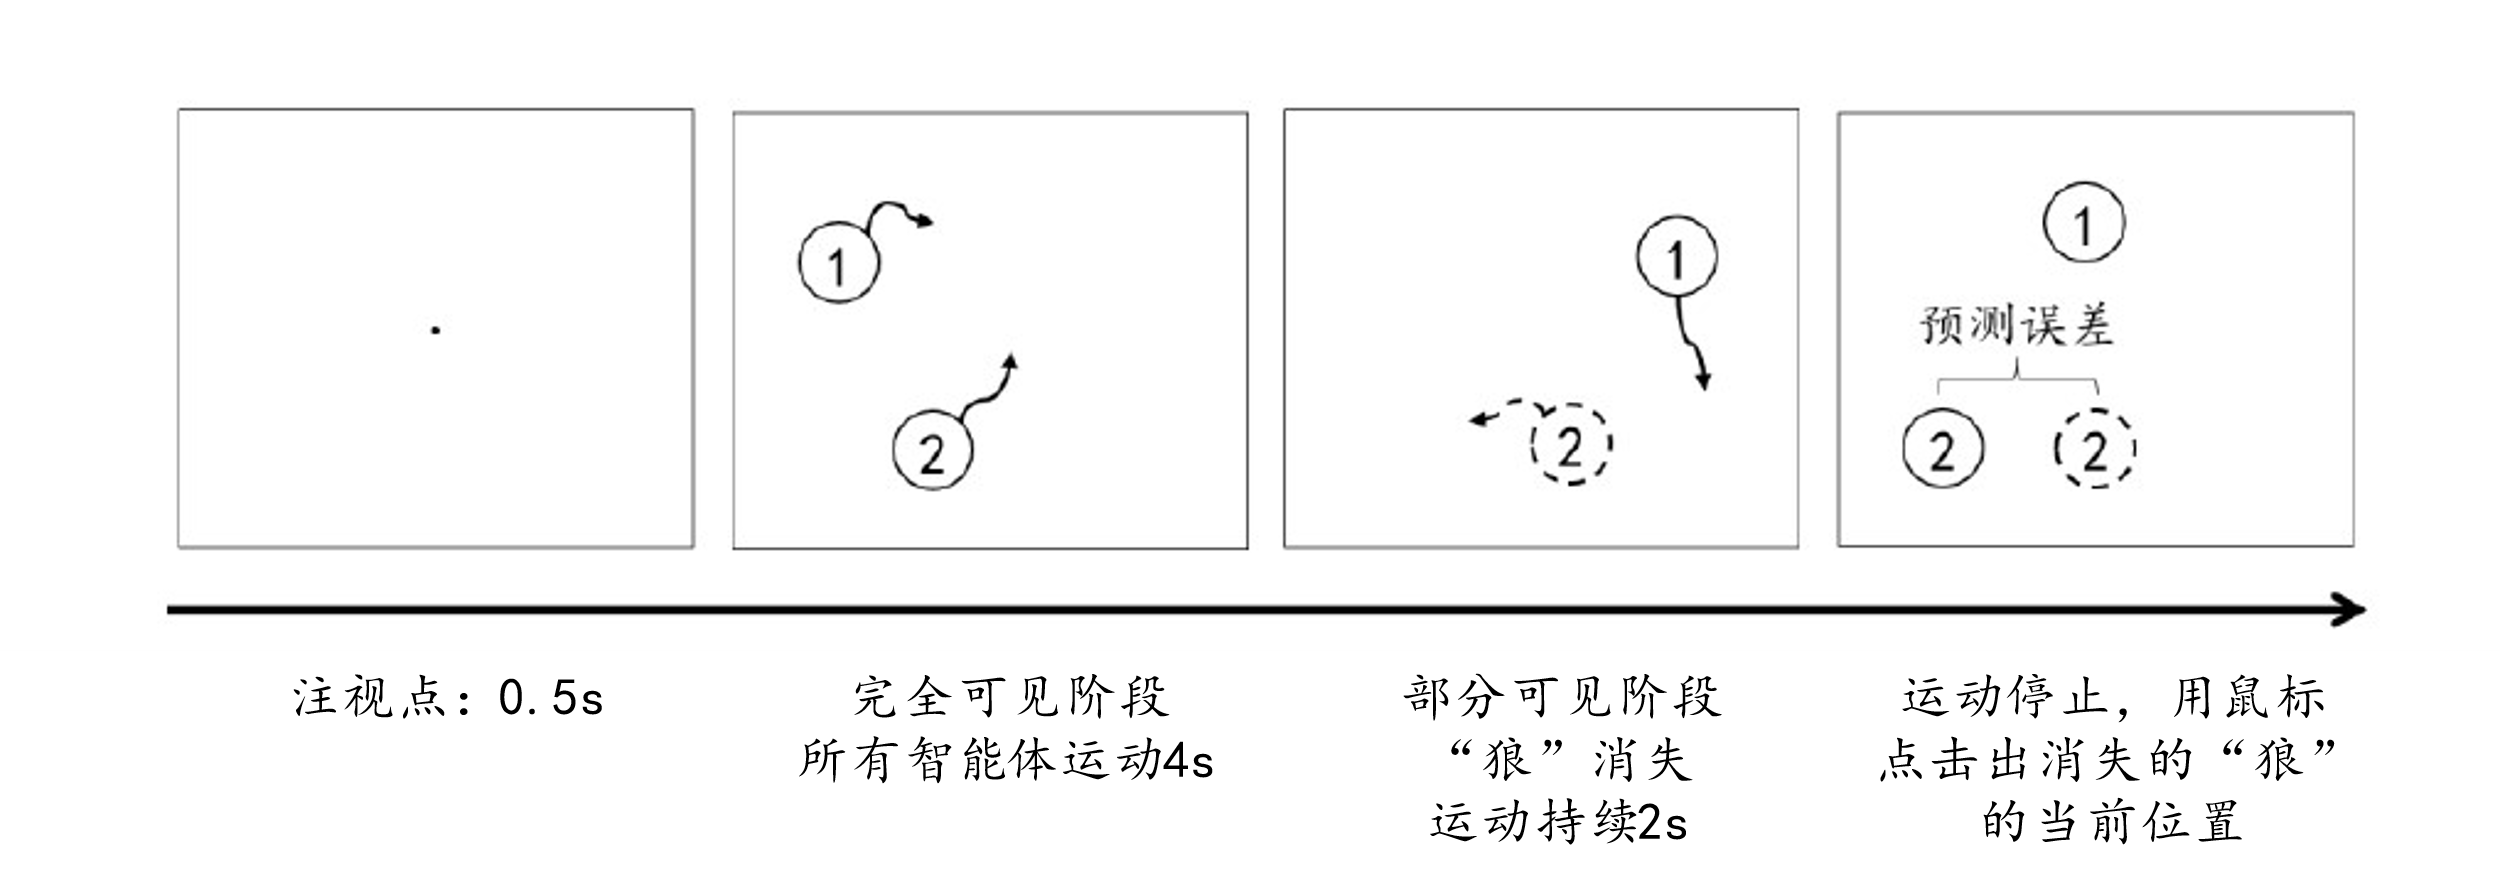 1
2
1
2
1
预测误差
2
2
注视点：0.5s
完全可见阶段
所有智能体运动4s
部分可见阶段
“狼”消失
运动持续2s
运动停止，用鼠标
点击出消失的“狼”
的当前位置